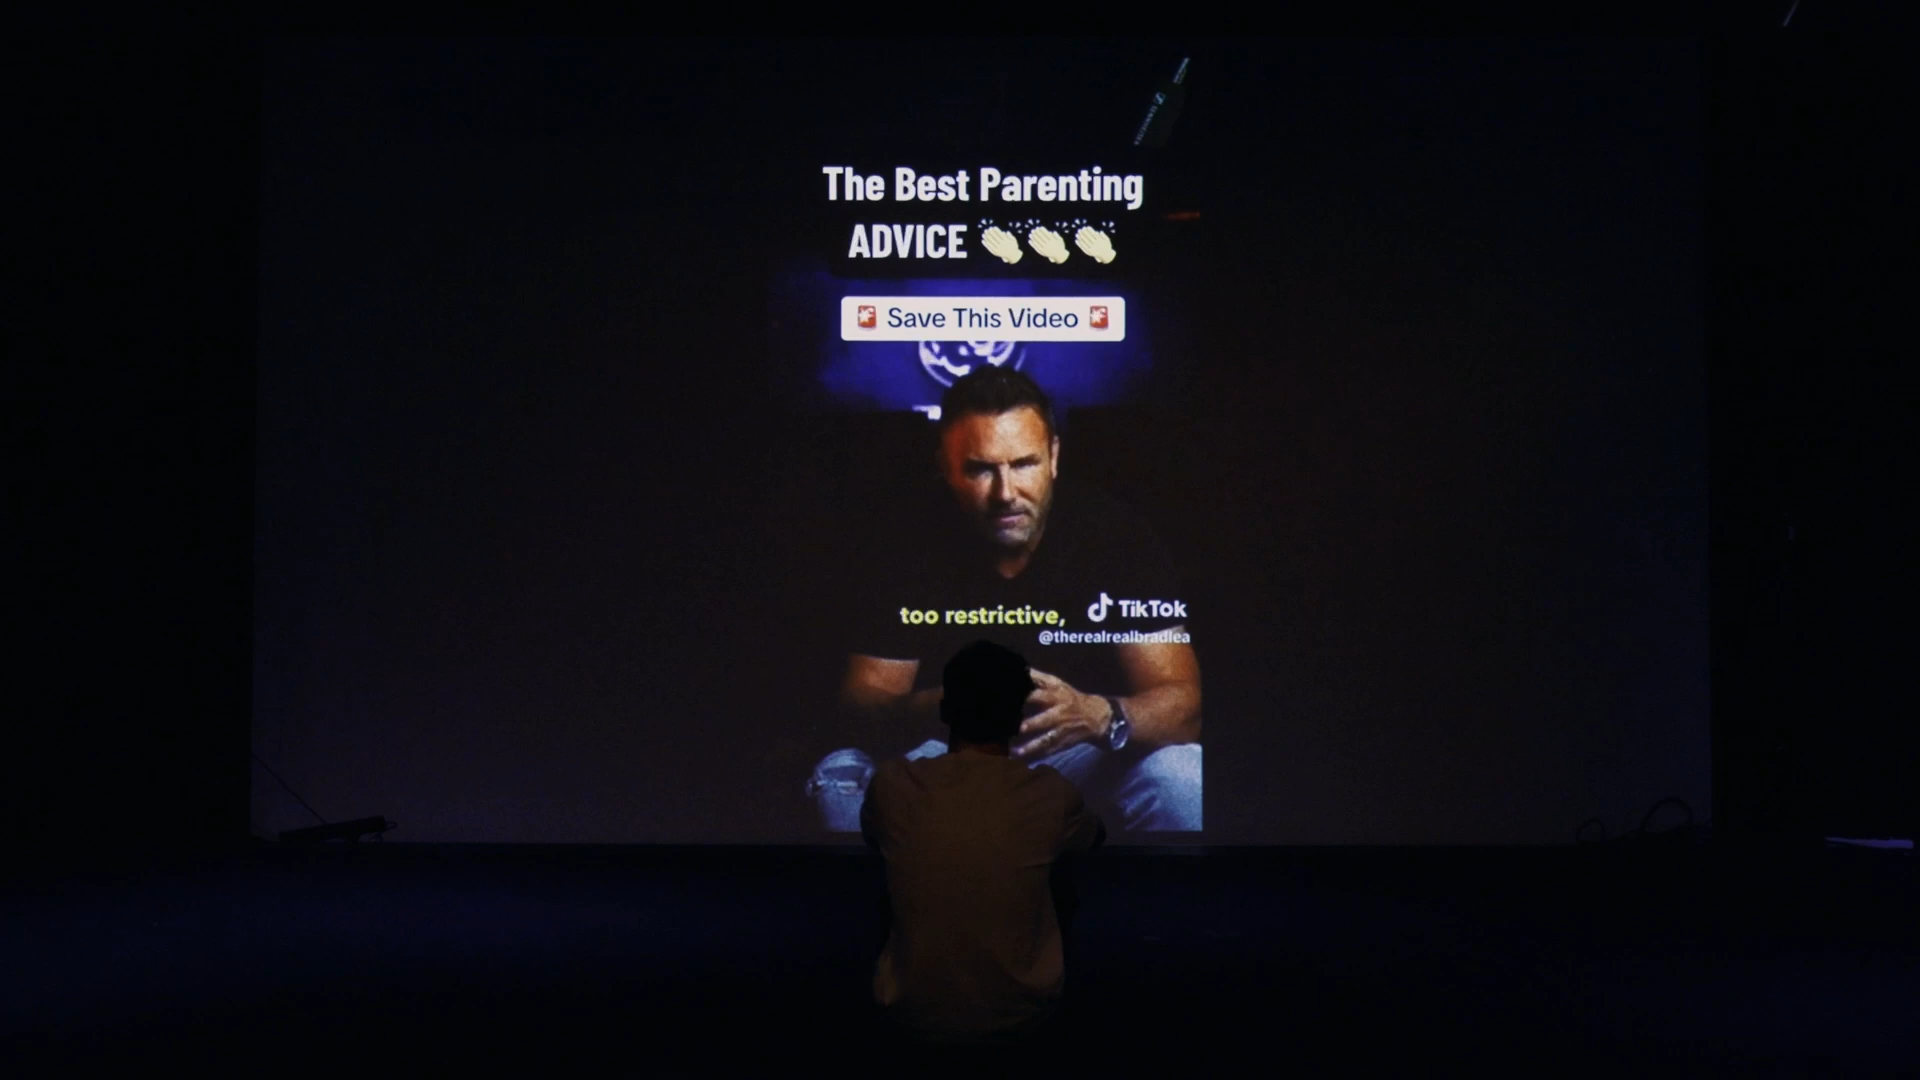 The Best Parenting
ADVICE 👏🏻👏🏻👏🏻
🚨 Save This Video 🚨
too restrictive,
TikTok
@therealrealbradlea